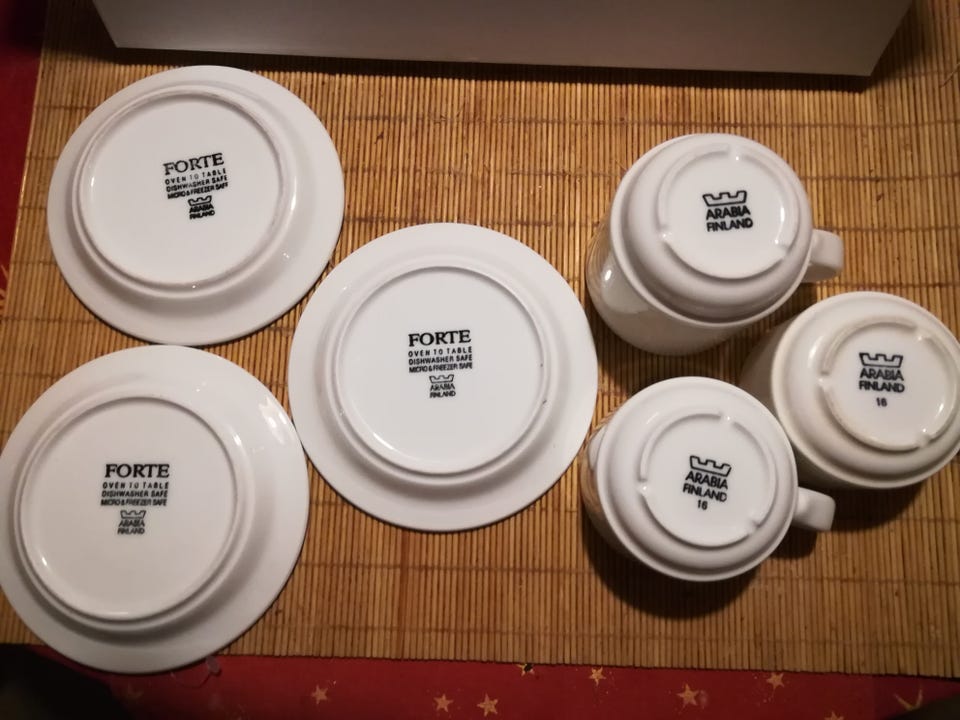 FORTE
OVEN TO TABLE
DISHWASHER SAFE
MICRO & FREEZER SAFE
ARABIA
FINLAND
ARABIA
FINLAND
FORTE
OVEN TO TABLE
DISHWASHER SAFE
MICRO & FREEZER SAFE
ARABIA
FINLAND
ARABIA
FINLAND
16
FORTE
OVEN TO TABLE
DISHWASHER SAFE
MICRO & FREEZER SAFE
ARABIA
FINLAND
ARABIA
FINLAND
16